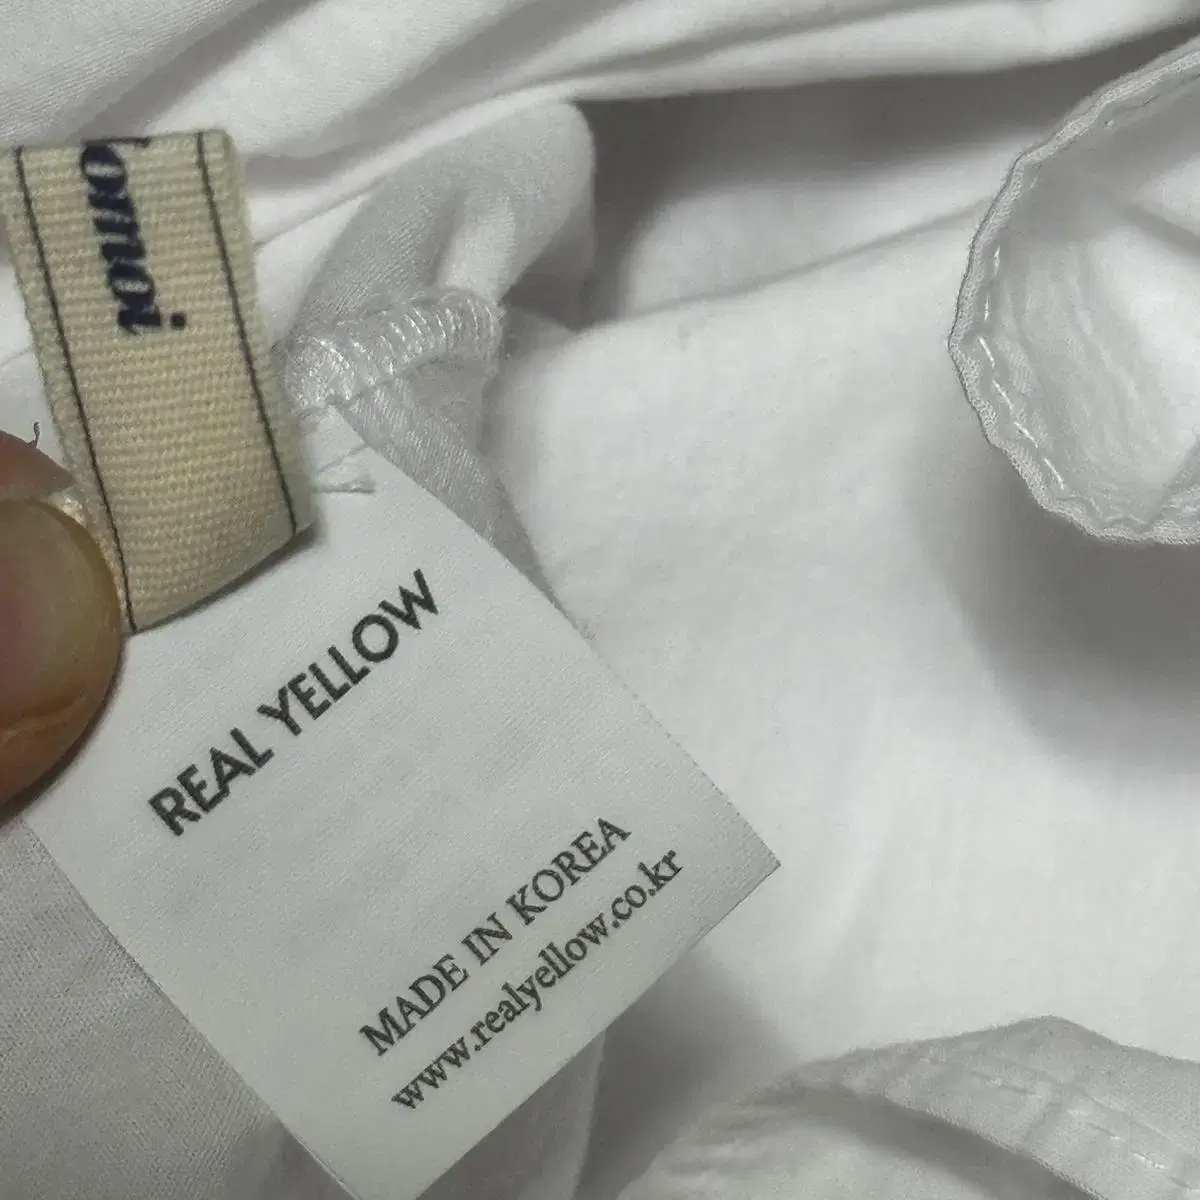 REAL YELLOW
MADE IN KOREA
www.realyellow.co.kr